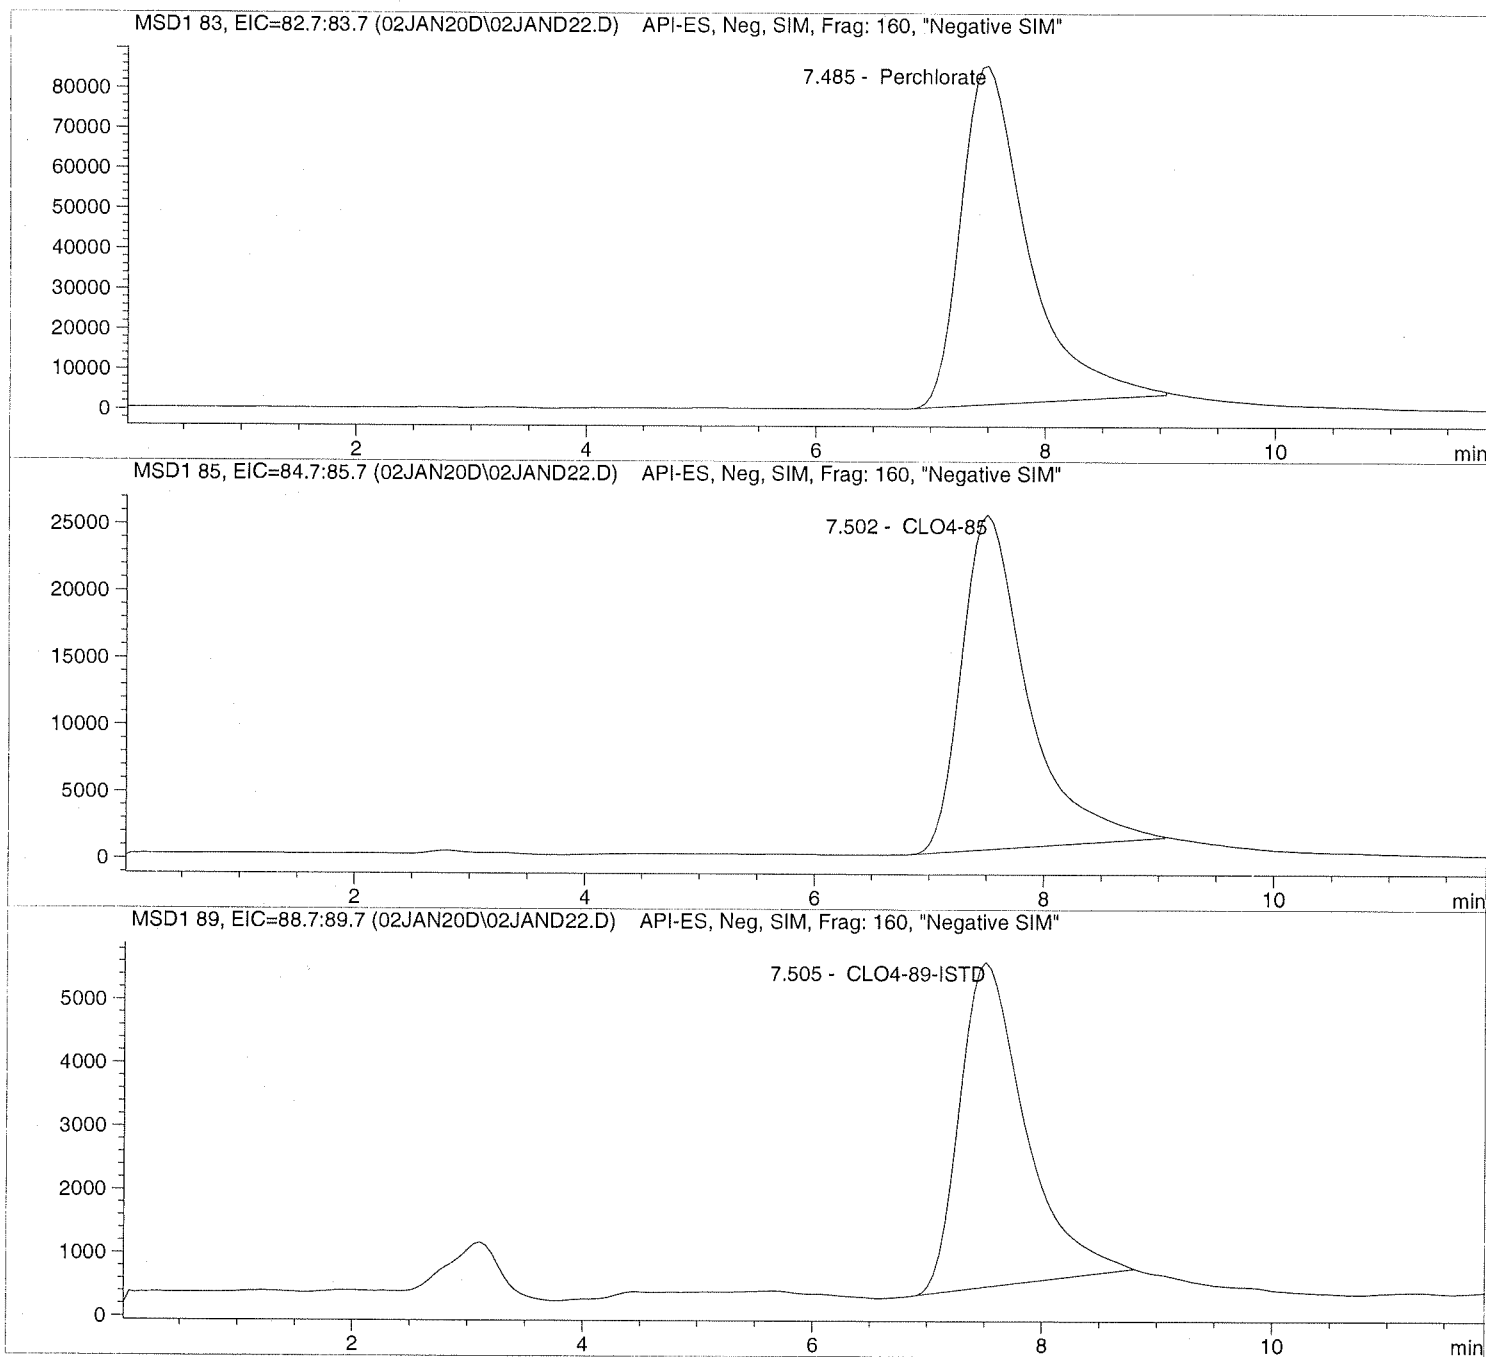 MSD1 83, EIC=82.7:83.7 (02JAN20D\02JAND22.D) API-ES, Neg, SIM, Frag: 160, "Negative SIM"
7.485 - Perchlorate
80000
70000
60000
50000
40000
30000
20000
10000
0
2 4 6 8 10 min
MSD1 85, EIC=84.7:85.7 (02JAN20D\02JAND22.D) API-ES, Neg, SIM, Frag: 160, "Negative SIM"
7.502 - CLO4-85
25000
20000
15000
10000
5000
0
2 4 6 8 10 min
MSD1 89, EIC=88.7:89.7 (02JAN20D\02JAND22.D) API-ES, Neg, SIM, Frag: 160, "Negative SIM"
7.505 - CLO4-89-ISTD
5000
4000
3000
2000
1000
0
2 4 6 8 10 min